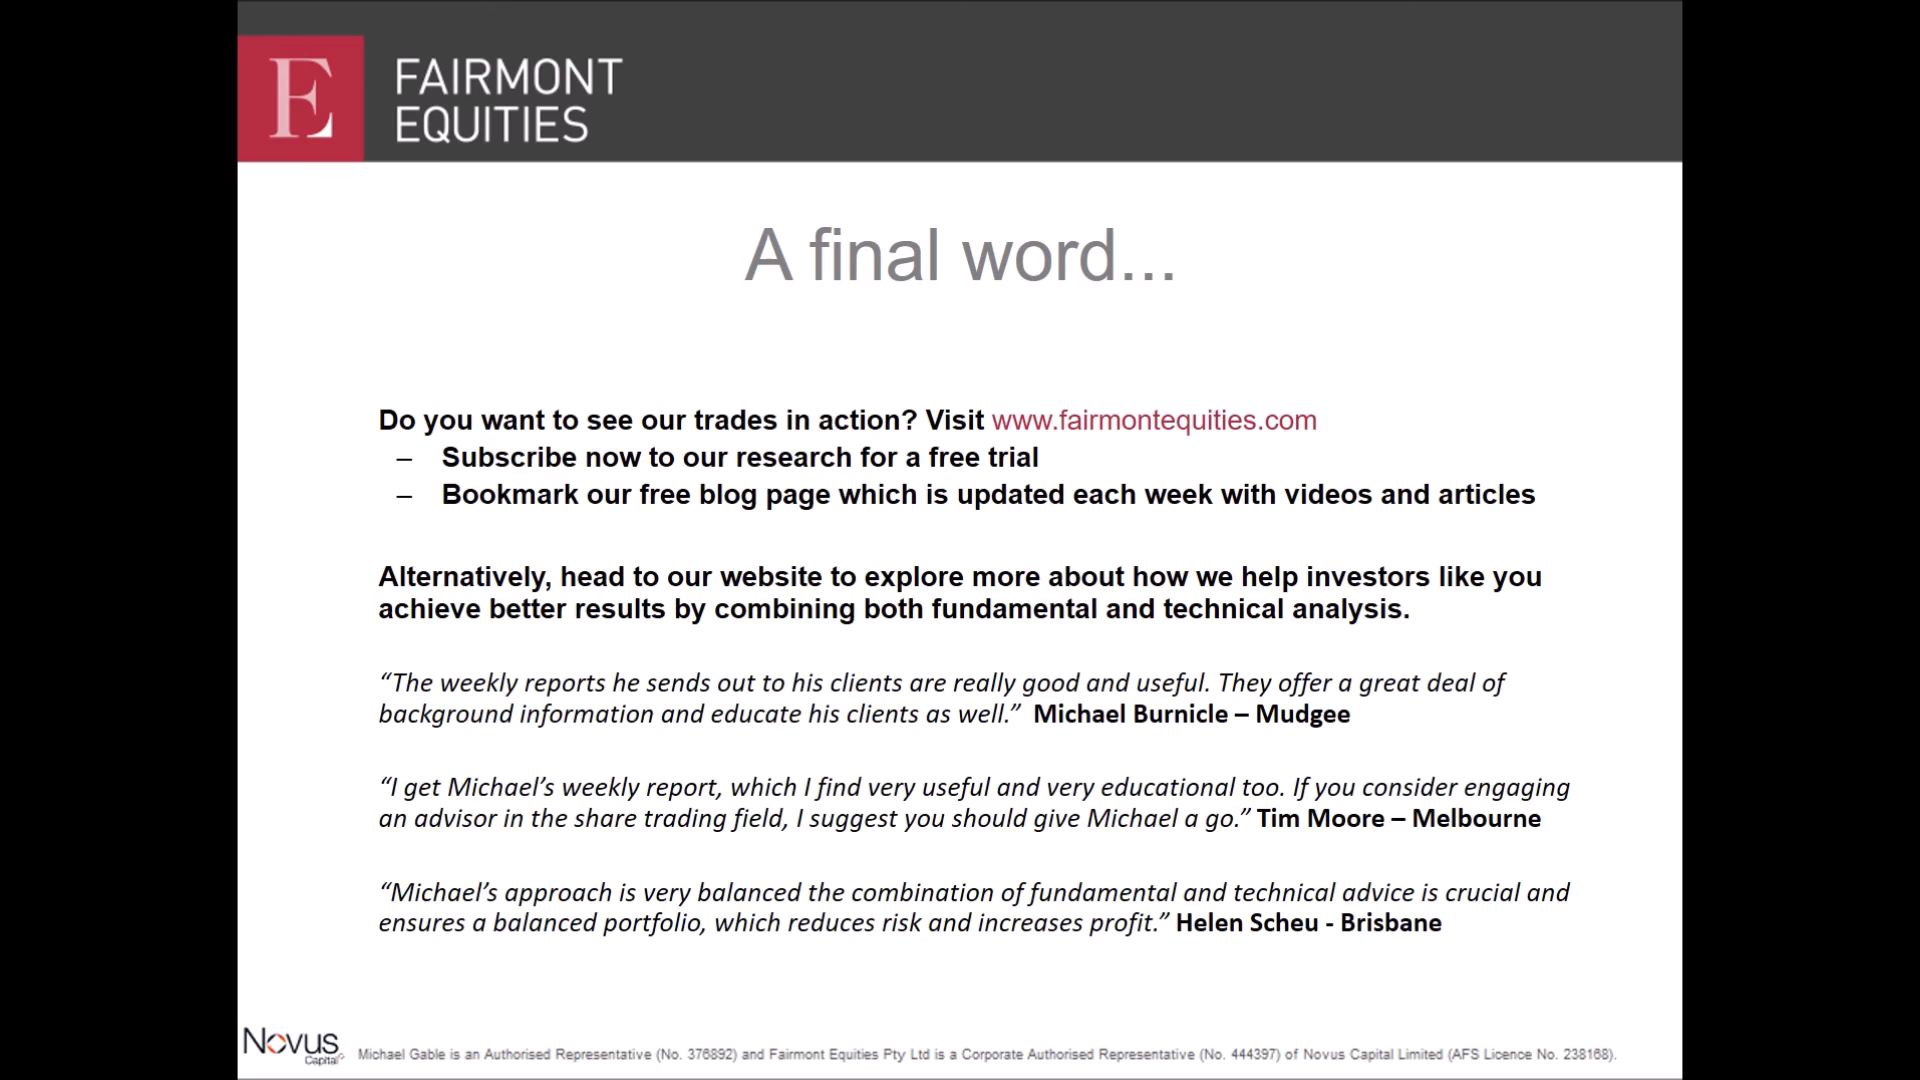 E FAIRMONT
EQUITIES
A final word...
Do you want to see our trades in action? Visit www.fairmontequities.com
– Subscribe now to our research for a free trial
– Bookmark our free blog page which is updated each week with videos and articles
Alternatively, head to our website to explore more about how we help investors like you
achieve better results by combining both fundamental and technical analysis.
“The weekly reports he sends out to his clients are really good and useful. They offer a great deal of
background information and educate his clients as well.” Michael Burnicle – Mudgee
“I get Michael’s weekly report, which I find very useful and very educational too. If you consider engaging
an advisor in the share trading field, I suggest you should give Michael a go.” Tim Moore – Melbourne
“Michael’s approach is very balanced the combination of fundamental and technical advice is crucial and
ensures a balanced portfolio, which reduces risk and increases profit.” Helen Scheu - Brisbane
Novus
Capital
Michael Gable is an Authorised Representative (No. 376892) and Fairmont Equities Pty Ltd is a Corporate Authorised Representative (No. 444397) of Novus Capital Limited (AFS Licence No. 238168).